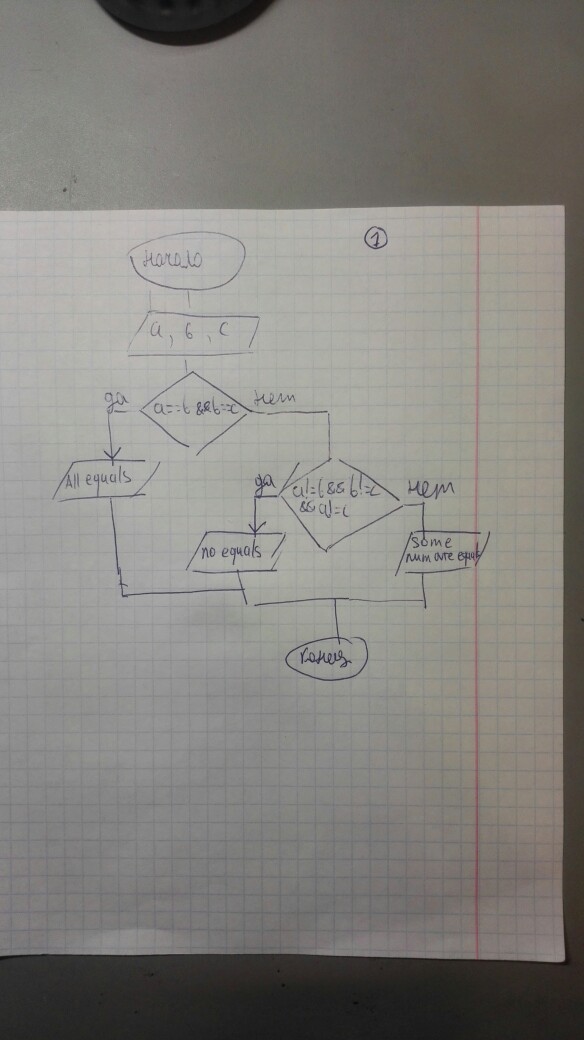 1
начало
a, b, c
да
a==b && b==c
нет
All equals
да
a!=b && b!=c
&& a!=c
нет
no equals
some
num are equals
конец